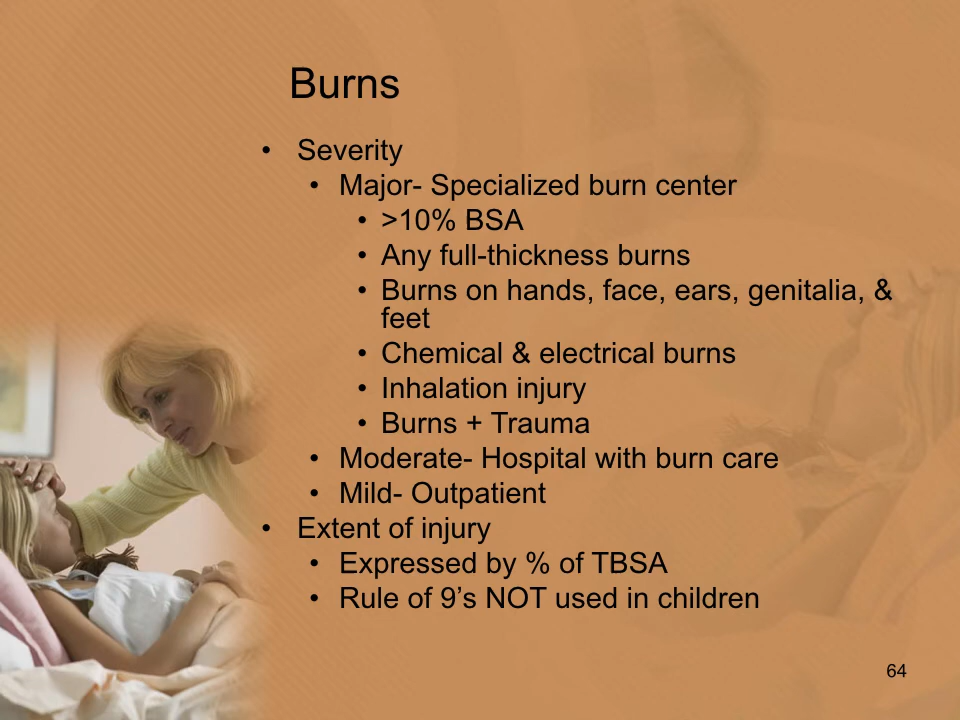 Burns
• Severity
• Major- Specialized burn center
• >10% BSA
• Any full-thickness burns
• Burns on hands, face, ears, genitalia, &
feet
• Chemical & electrical burns
• Inhalation injury
• Burns + Trauma
• Moderate- Hospital with burn care
• Mild- Outpatient
• Extent of injury
• Expressed by % of TBSA
• Rule of 9’s NOT used in children
64